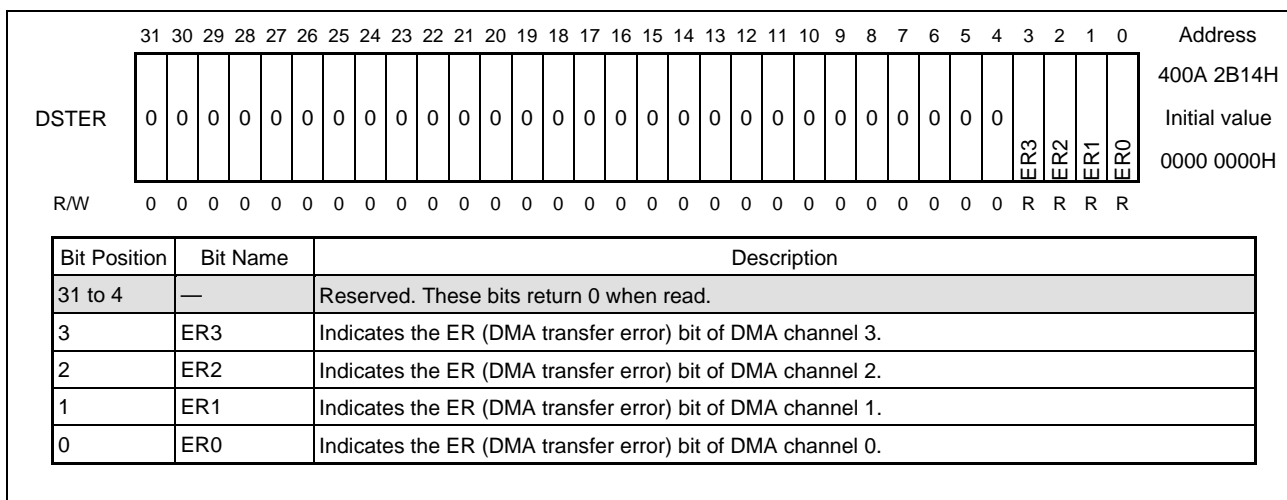 31 30 29 28 27 26 25 24 23 22 21 20 19 18 17 16 15 14 13 12 11 10 9 8 7 6 5 4 3 2 1 0 Address
400A 2B14H
DSTER 0 0 0 0 0 0 0 0 0 0 0 0 0 0 0 0 0 0 0 0 0 0 0 0 0 0 0 0 Initial value
ER3 ER2 ER1 ER0 0000 0000H
R/W 0 0 0 0 0 0 0 0 0 0 0 0 0 0 0 0 0 0 0 0 0 0 0 0 0 0 0 0 R R R R
Bit Position Bit Name Description
31 to 4 — Reserved. These bits return 0 when read.
3 ER3 Indicates the ER (DMA transfer error) bit of DMA channel 3.
2 ER2 Indicates the ER (DMA transfer error) bit of DMA channel 2.
1 ER1 Indicates the ER (DMA transfer error) bit of DMA channel 1.
0 ER0 Indicates the ER (DMA transfer error) bit of DMA channel 0.